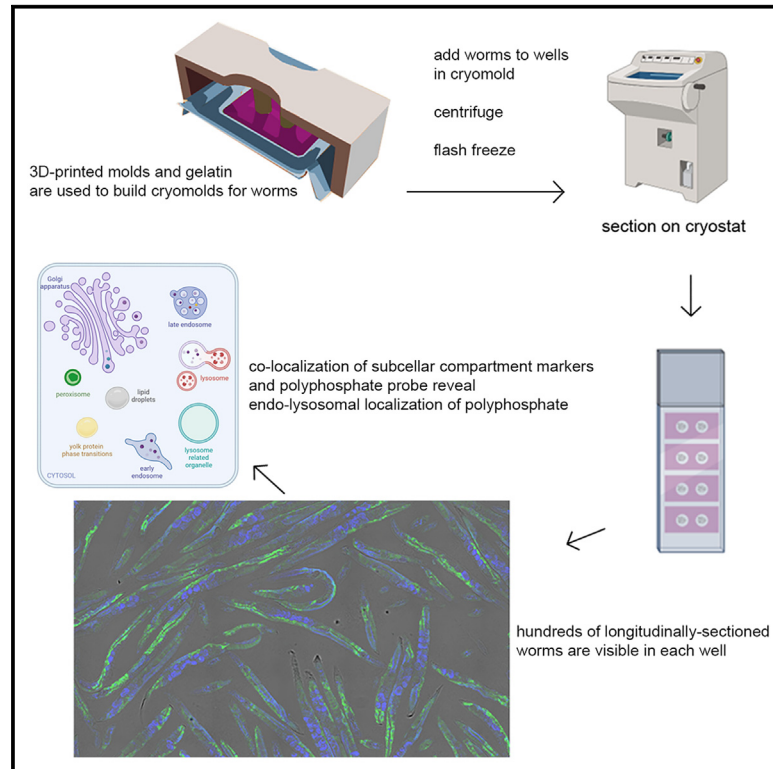 3D-printed molds and gelatin
are used to build cryomolds for worms
add worms to wells
in cryomold
centrifuge
flash freeze
section on cryostat
Golgi
apparatus
late endosome
lysosome
peroxisome
lipid
droplets
yolk protein
phase transitions
early
endosome
lysosome
related
organelle
CYTOSOL
co-localization of subcellar compartment markers
and polyphosphate probe reveal
endo-lysosomal localization of polyphosphate
hundreds of longitudinally-sectioned
worms are visible in each well